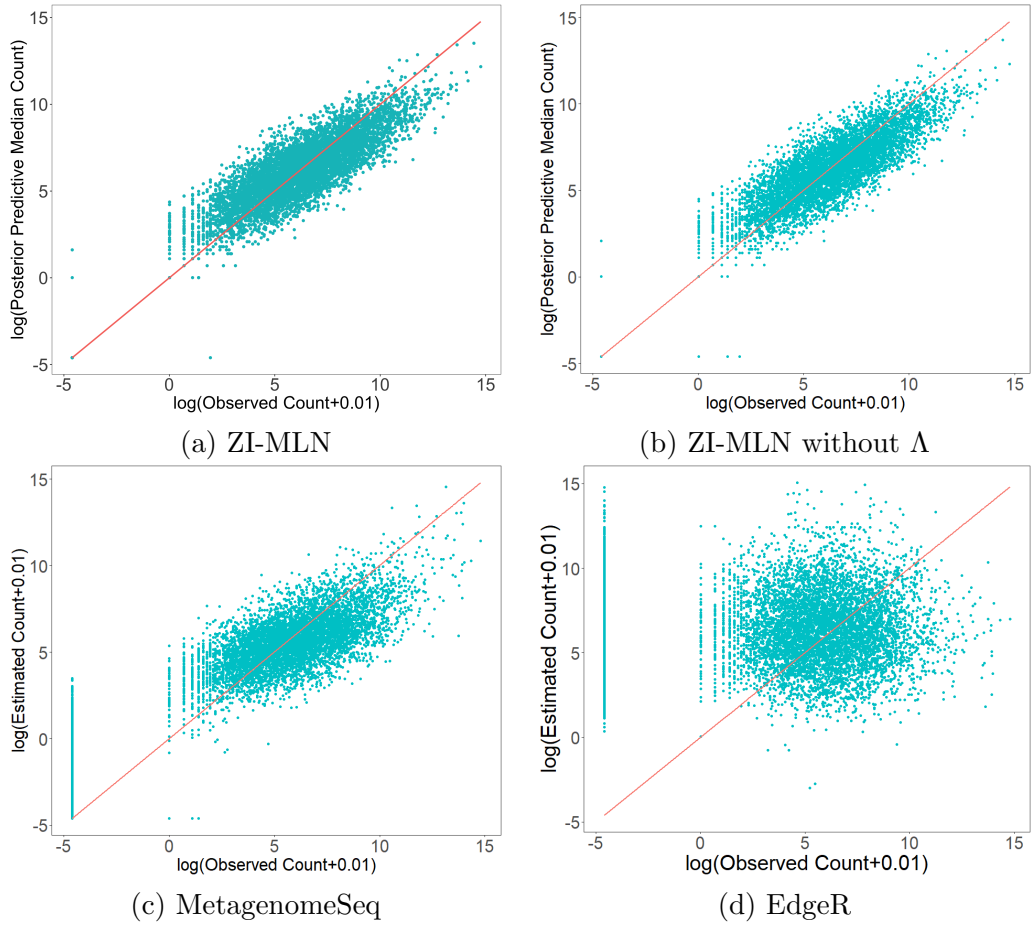 15
10
5
0
-5
log(Posterior Predictive Median Count)
-5 0 5 10 15
log(Observed Count+0.01)
(a) ZI-MLN
15
10
5
0
-5
log(Posterior Predictive Median Count)
-5 0 5 10 15
log(Observed Count+0.01)
(b) ZI-MLN without Λ
15
10
5
0
-5
log(Estimated Count+0.01)
-5 0 5 10 15
log(Observed Count+0.01)
(c) MetagenomeSeq
15
10
5
0
-5
log(Estimated Count+0.01)
-5 0 5 10 15
log(Observed Count+0.01)
(d) EdgeR